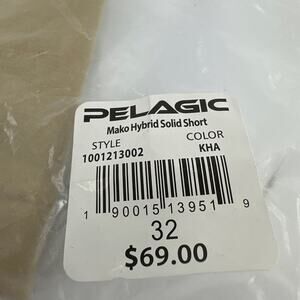 PELAGIC
Mako Hybrid Solid Short
STYLE COLOR
1001213002 KHA
1 90015 13951 9
32
$69.00